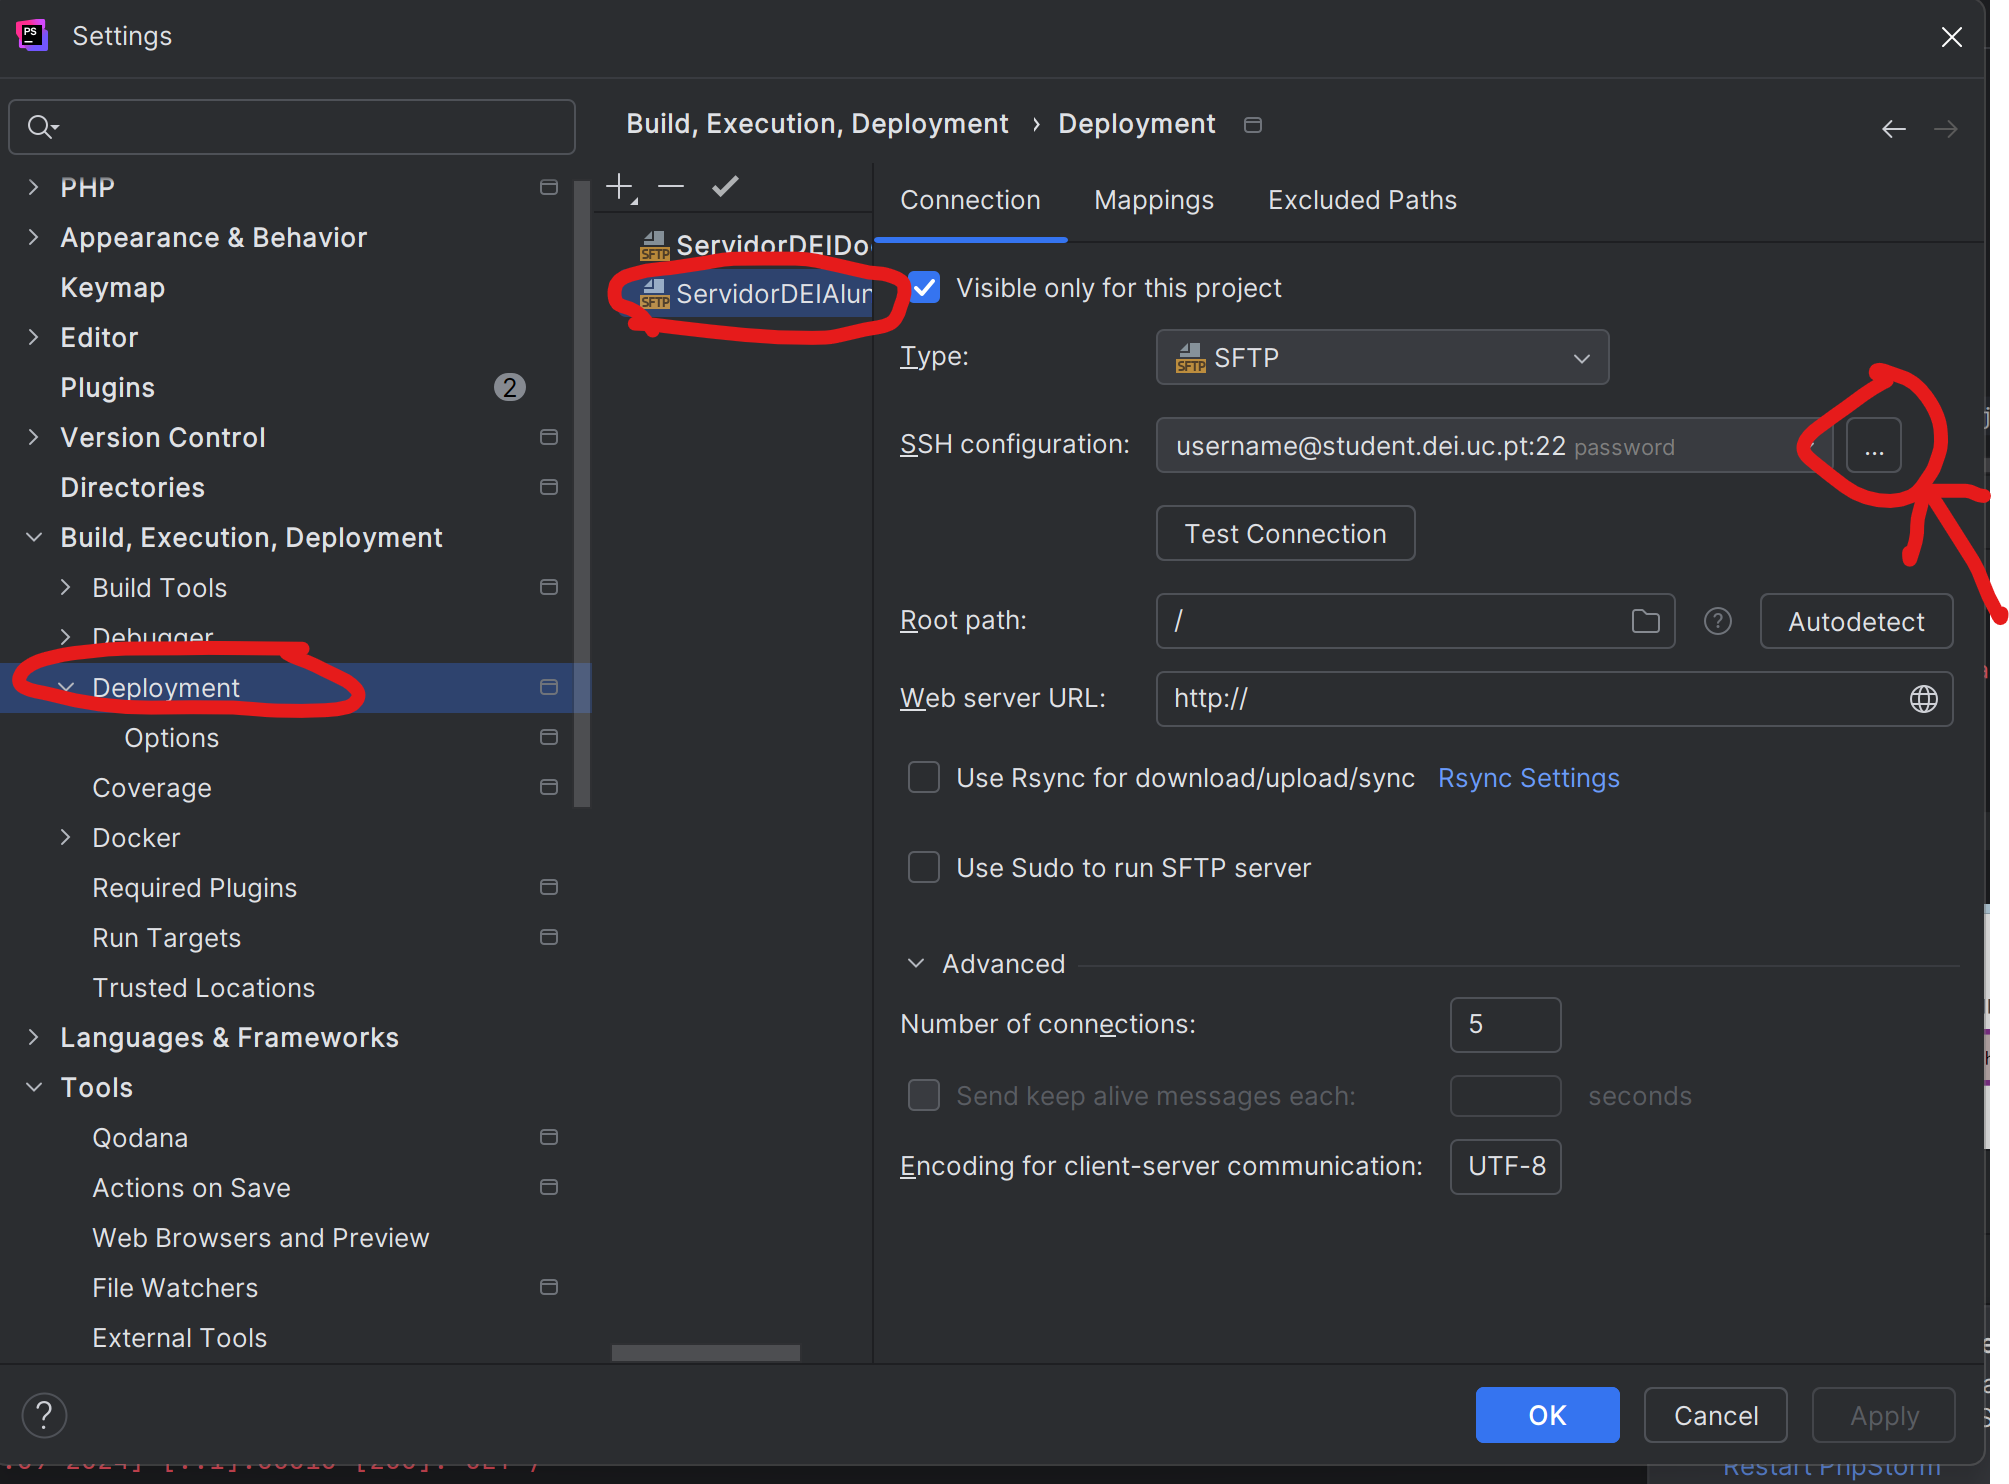 PS
Settings
PHP
Appearance & Behavior
Keymap
Editor
Plugins
2
Version Control
Directories
Build, Execution, Deployment
Build Tools
Debugger
Deployment
Options
Coverage
Docker
Required Plugins
Run Targets
Trusted Locations
Languages & Frameworks
Tools
Qodana
Actions on Save
Web Browsers and Preview
File Watchers
External Tools
Build, Execution, Deployment › Deployment
SFTP ServidorDEIDo
SFTP ServidorDEIAlun
Connection Mappings Excluded Paths
Visible only for this project
Type: SFTP SFTP
SSH configuration: username@student.dei.uc.pt:22 password ...
Test Connection
Root path: / ? Autodetect
Web server URL: http://
Use Rsync for download/upload/sync Rsync Settings
Use Sudo to run SFTP server
Advanced
Number of connections: 5
Send keep alive messages each: seconds
Encoding for client-server communication: UTF-8
? OK Cancel Apply
Restart PhpStorm